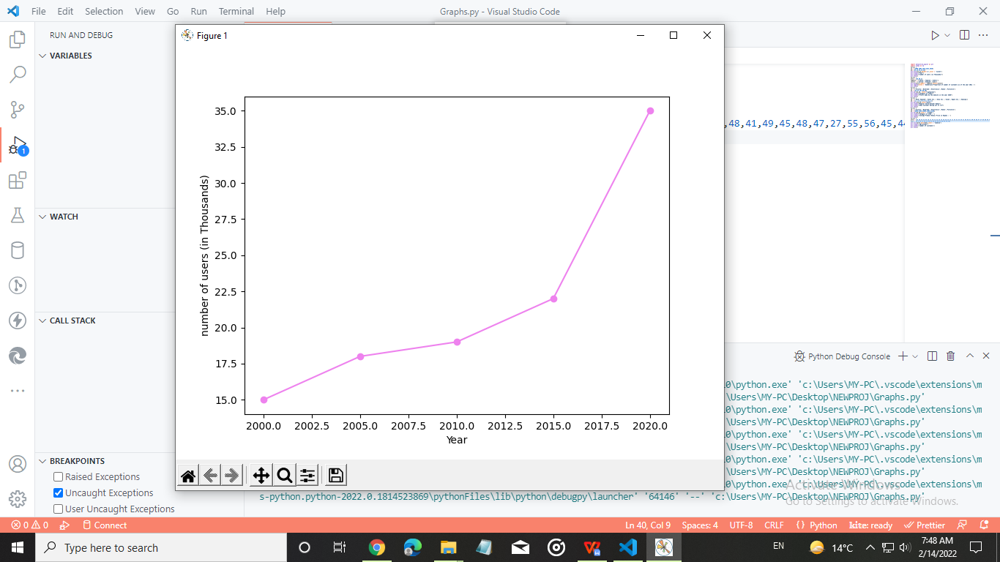 File Edit Selection View Go Run Terminal Help
Graphs.py - Visual Studio Code
RUN AND DEBUG
VARIABLES
WATCH
CALL STACK
BREAKPOINTS
Raised Exceptions
Uncaught Exceptions
User Uncaught Exceptions
1
Figure 1
35.0
32.5
30.0
27.5
25.0
22.5
20.0
17.5
15.0
number of users (in Thousands)
2000.0 2002.5 2005.0 2007.5 2010.0 2012.5 2015.0 2017.5 2020.0
Year
,48,41,49,45,48,47,27,55,56,45,44
Python Debug Console
0\python.exe' 'c:\Users\MY-PC\.vscode\extensions\m
\Users\MY-PC\Desktop\NEWPROJ\Graphs.py'
0\python.exe' 'c:\Users\MY-PC\.vscode\extensions\m
\Users\MY-PC\Desktop\NEWPROJ\Graphs.py'
0\python.exe' 'c:\Users\MY-PC\.vscode\extensions\m
\Users\MY-PC\Desktop\NEWPROJ\Graphs.py'
0\python.exe' 'c:\Users\MY-PC\.vscode\extensions\m
\Users\MY-PC\Desktop\NEWPROJ\Graphs.py'
0\python.exe' 'c:\Users\MY-PC\.vscode\extensions\m
s-python.python-2022.0.1814523869\pythonFiles\lib\python\debugpy\launcher' '64146' '--' 'c:\Users\MY-PC\Desktop\NEWPROJ\Graphs.py'
Activate Windows
Go to Settings to activate Windows.
0 0 Connect
Ln 40, Col 9 Spaces: 4 UTF-8 CRLF Python kite: ready Prettier
Type here to search
EN
14°C
7:48 AM
2/14/2022